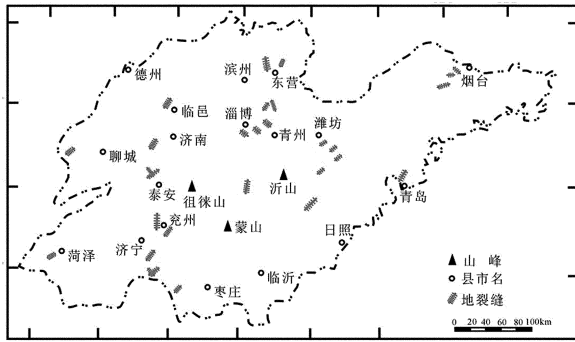 德州
滨州
东营
烟台
临邑
淄博
济南
青州
潍坊
聊城
泰安
徂徕山
沂山
青岛
兖州
蒙山
日照
济宁
菏泽
临沂
枣庄
山 峰
县市名
地裂缝
0 20 40 60 80 100km